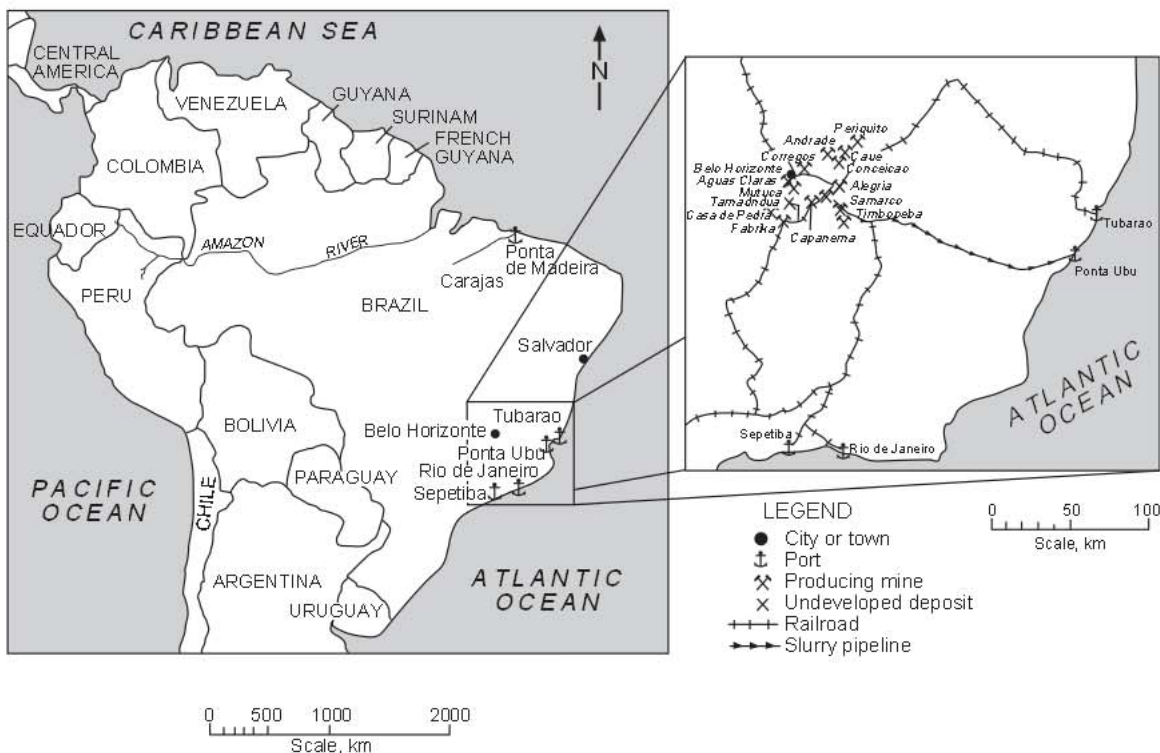 CARIBBEAN SEA
CENTRAL
AMERICA
VENEZUELA
GUYANA
SURINAM
FRENCH
GUYANA
COLOMBIA
EQUADOR
AMAZON
RIVER
PERU
BRAZIL
Carajas
Ponta
de Madeira
Salvador
BOLIVIA
Belo Horizonte
Tubarao
Ponta Ubu
Rio de Janeiro
Sepetiba
PARAGUAY
PACIFIC
OCEAN
CHILE
ARGENTINA
URUGUAY
ATLANTIC
OCEAN
N
0 500 1000 2000
Scale, km
Periquito
Andrade
Corregos
Caue
Belo Horizonte
Conceicao
Aguas Claras
Alegria
Mutuca
Samarco
Tamadnoua
Timbopeba
Casa de Pedra
Fabrika
Capanema
Tubarao
Ponta Ubu
ATLANTIC
OCEAN
Sepetiba
Rio de Janeiro
LEGEND
City or town
Port
Producing mine
Undeveloped deposit
Railroad
Slurry pipeline
0 50 100
Scale, km